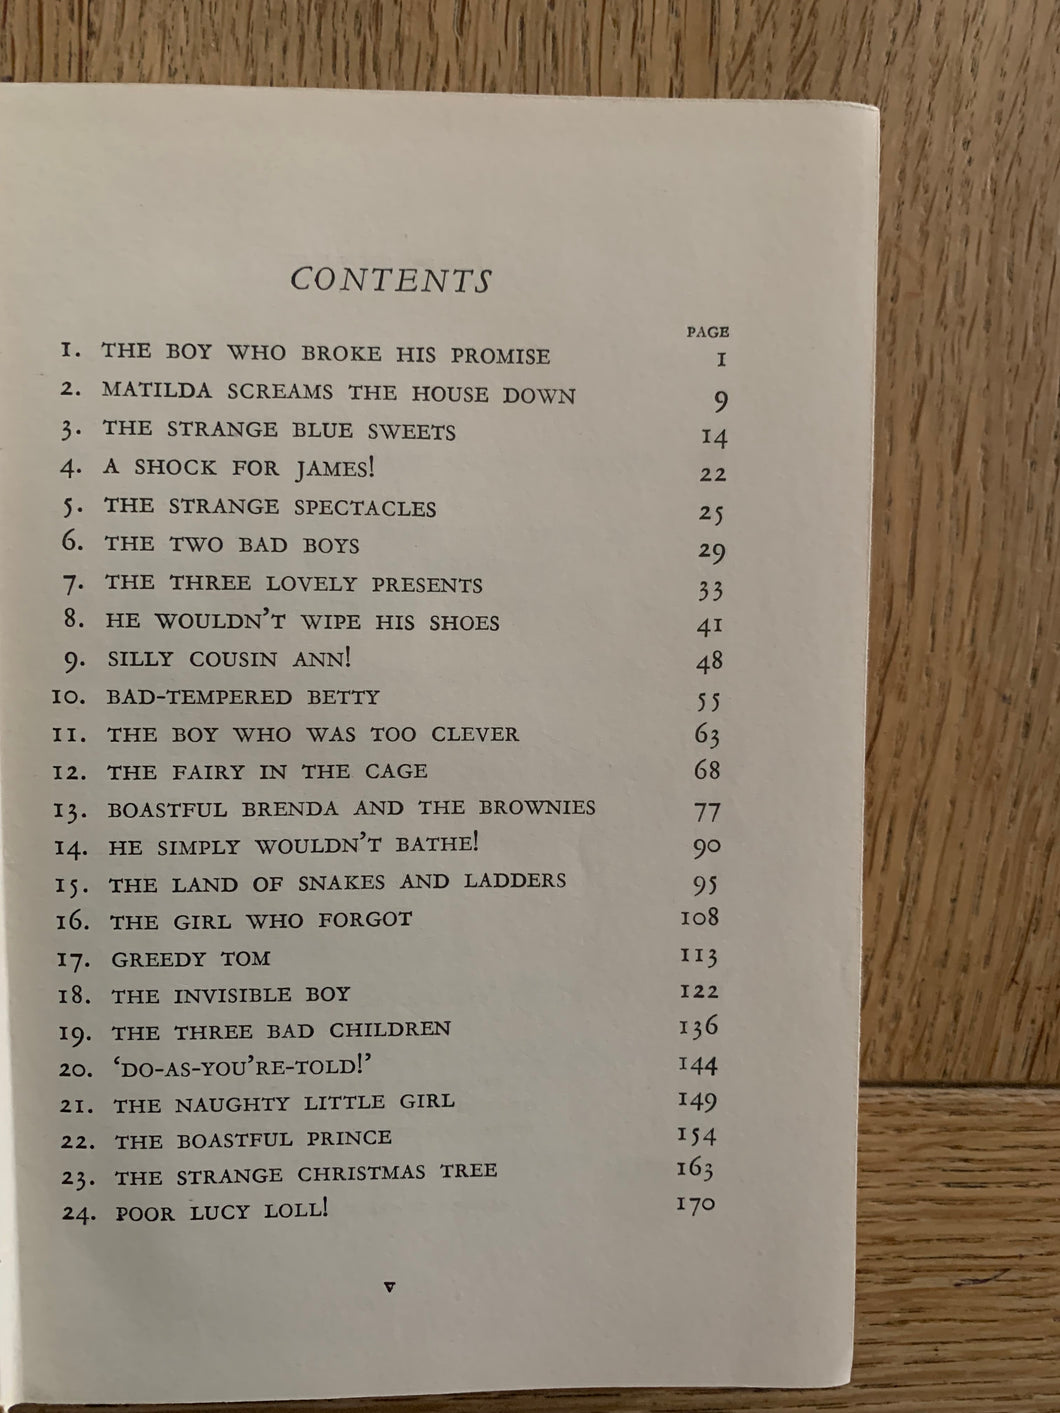 CONTENTS
PAGE
1. THE BOY WHO BROKE HIS PROMISE 1
2. MATILDA SCREAMS THE HOUSE DOWN 9
3. THE STRANGE BLUE SWEETS 14
4. A SHOCK FOR JAMES! 22
5. THE STRANGE SPECTACLES 25
6. THE TWO BAD BOYS 29
7. THE THREE LOVELY PRESENTS 33
8. HE WOULDN'T WIPE HIS SHOES 41
9. SILLY COUSIN ANN! 48
10. BAD-TEMPERED BETTY 55
11. THE BOY WHO WAS TOO CLEVER 63
12. THE FAIRY IN THE CAGE 68
13. BOASTFUL BRENDA AND THE BROWNIES 77
14. HE SIMPLY WOULDN'T BATHE! 90
15. THE LAND OF SNAKES AND LADDERS 95
16. THE GIRL WHO FORGOT 108
17. GREEDY TOM 113
18. THE INVISIBLE BOY 122
19. THE THREE BAD CHILDREN 136
20. ‘DO-AS-YOU'RE-TOLD!’ 144
21. THE NAUGHTY LITTLE GIRL 149
22. THE BOASTFUL PRINCE 154
23. THE STRANGE CHRISTMAS TREE 163
24. POOR LUCY LOLL! 170
v